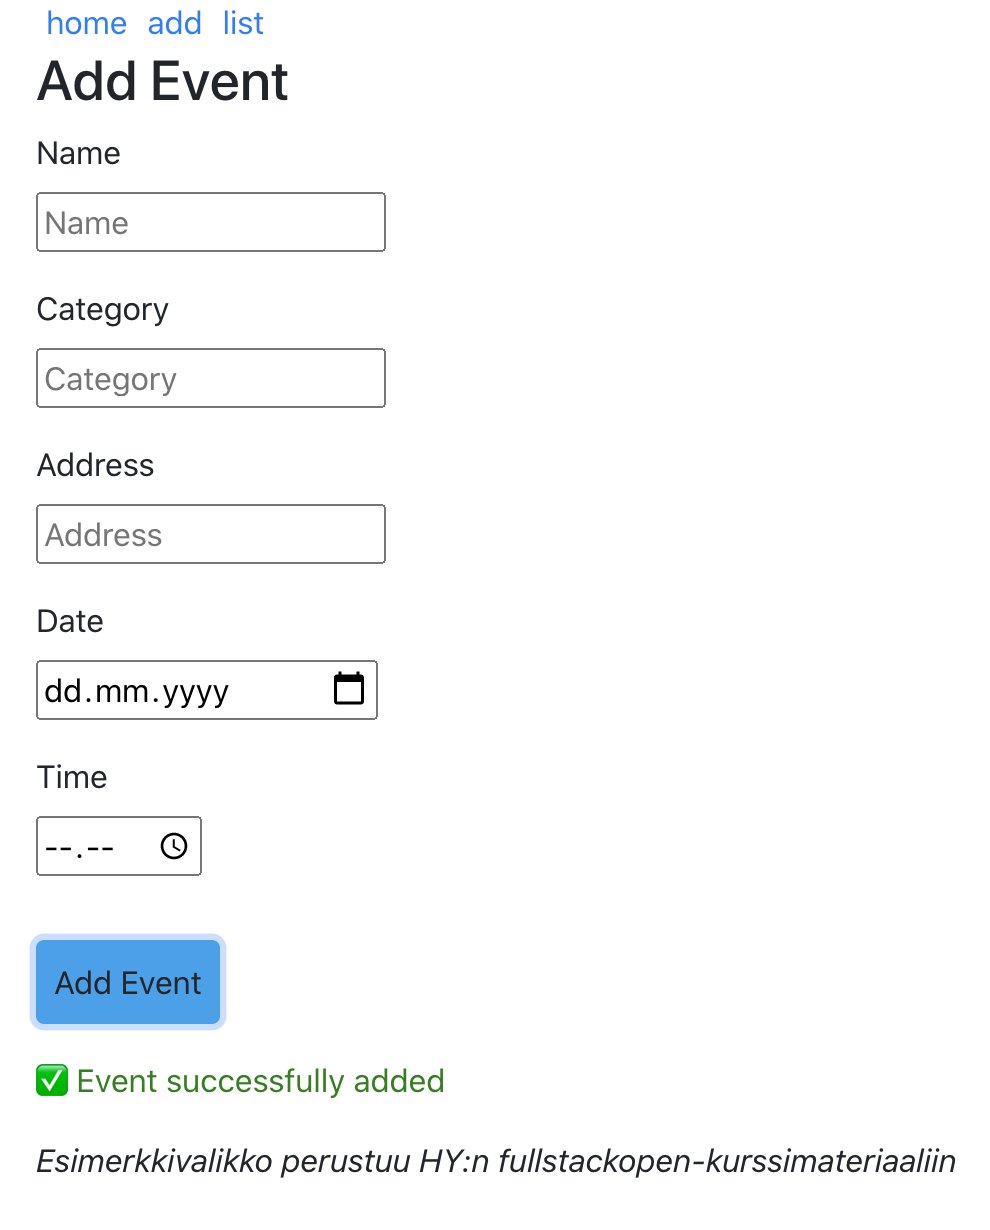 home add list
Add Event
Name
Name
Category
Category
Address
Address
Date
dd.mm.yyyy
Time
--.--
Add Event
✅ Event successfully added
Esimerkkivalikko perustuu HY:n fullstackopen-kurssimateriaaliin